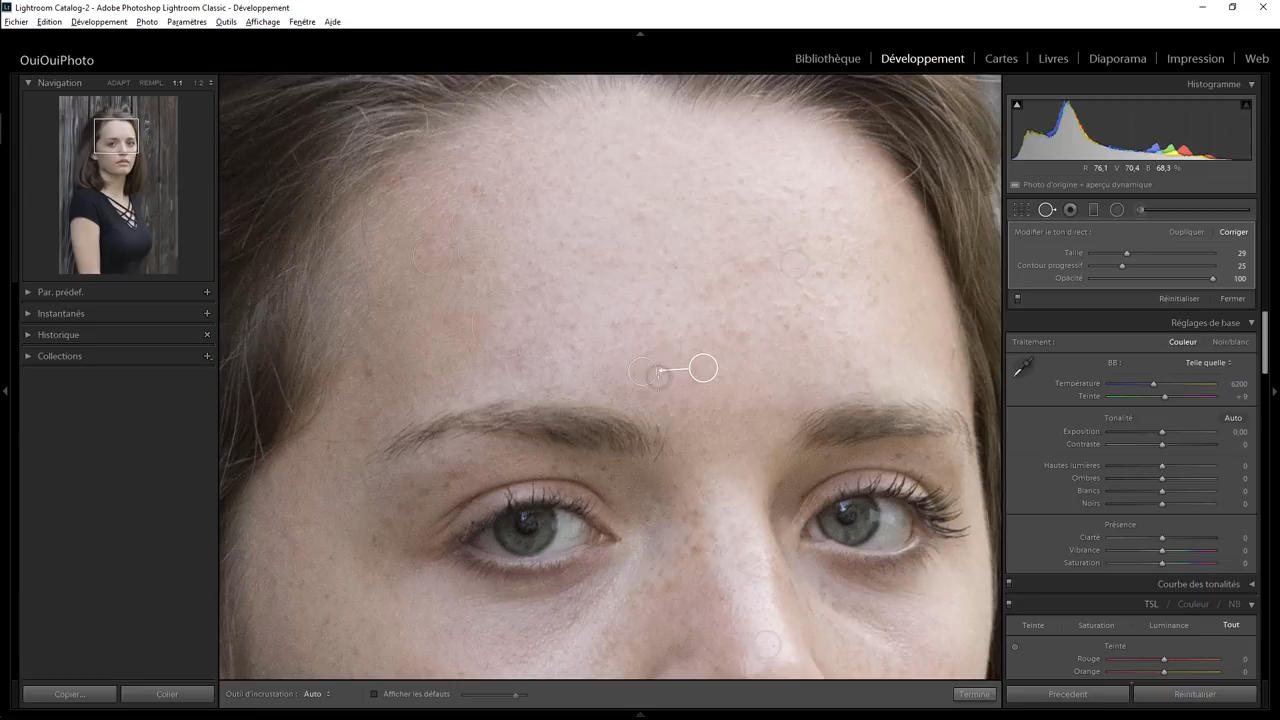 Lightroom Catalog-2 - Adobe Photoshop Lightroom Classic - Développement
Fichier Edition Développement Photo Paramètres Outils Affichage Fenêtre Aide
OuiOuiPhoto
Bibliothèque Développement Cartes Livres Diaporama Impression Web
Navigation ADAPT. REMPL. 1:1 1:2
Par. prédef.
Instantanés
Historique
Collections
Copier... Coller
Outil d'incrustation : Auto Afficher les défauts Terminé
Histogramme
R 76,1 V 70,4 B 68,3 %
Photo d'origine + aperçu dynamique
Modifier le ton direct : Dupliquer Corriger
Taille 29
Contour progressif 25
Opacité 100
Réinitialiser Fermer
Réglages de base
Traitement : Couleur Noir/blanc
BB : Telle quelle
Température 6200
Teinte + 9
Tonalité Auto
Exposition 0,00
Contraste 0
Hautes lumières 0
Ombres 0
Blancs 0
Noirs 0
Présence
Clarté 0
Vibrance 0
Saturation 0
Courbe des tonalités
TSL / Couleur / NB
Teinte Saturation Luminance Tout
Teinte
Rouge 0
Orange 0
Précédent Réinitialiser